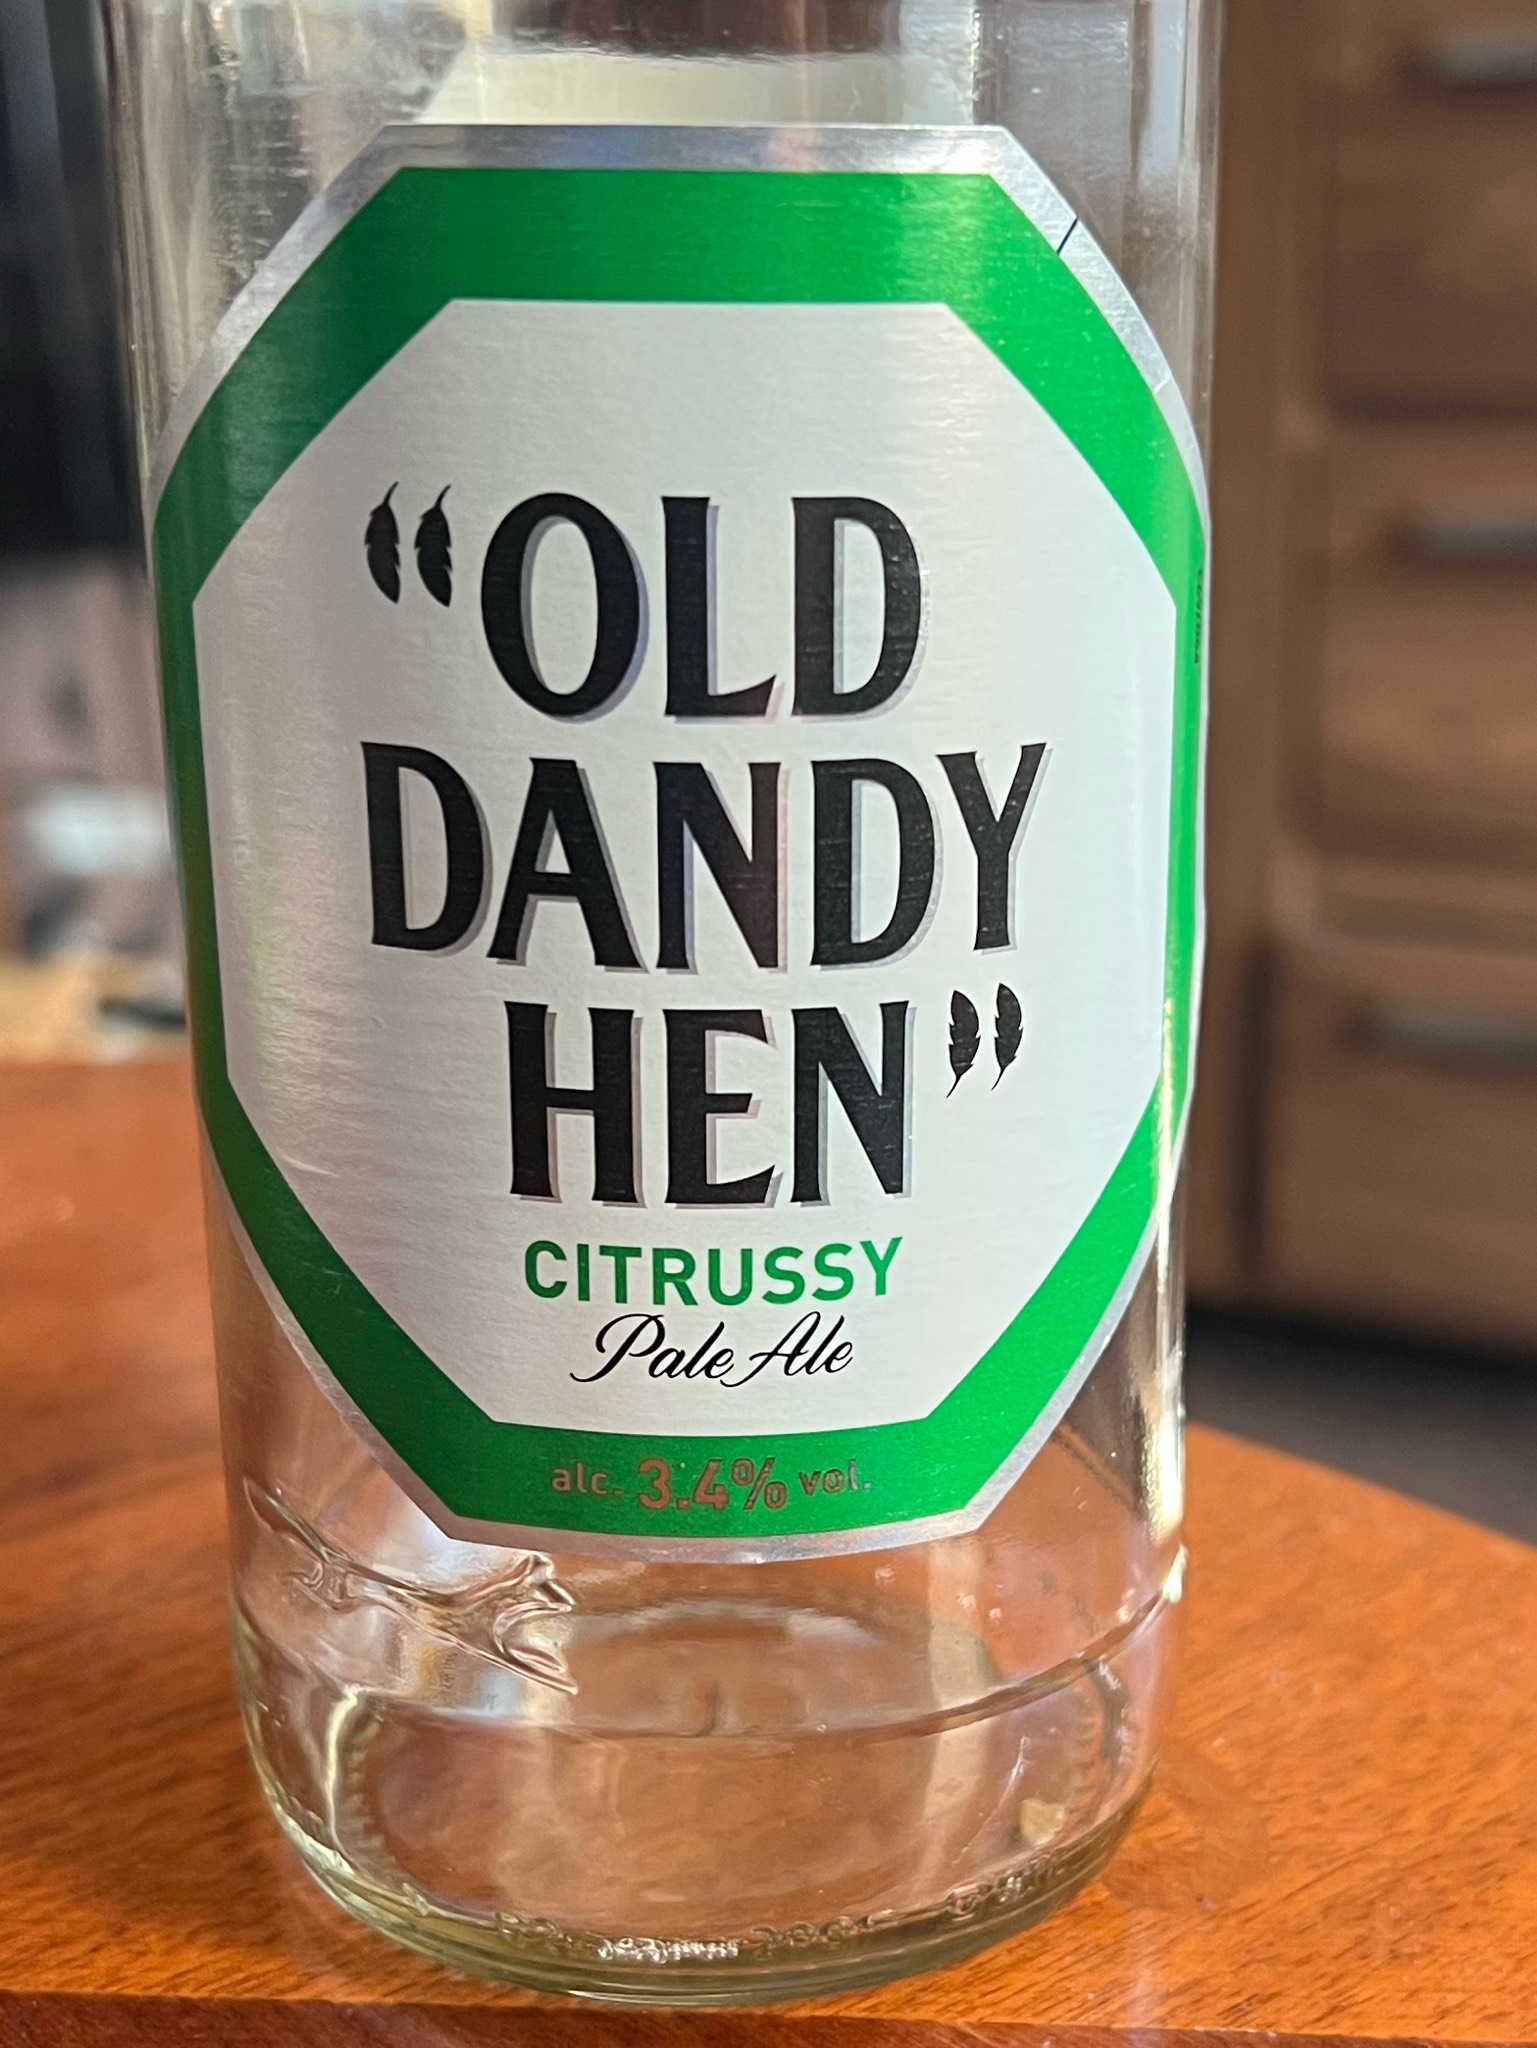 “OLD
DANDY
HEN”
CITRUSSY
Pale Ale
alc. 3.4% vol.